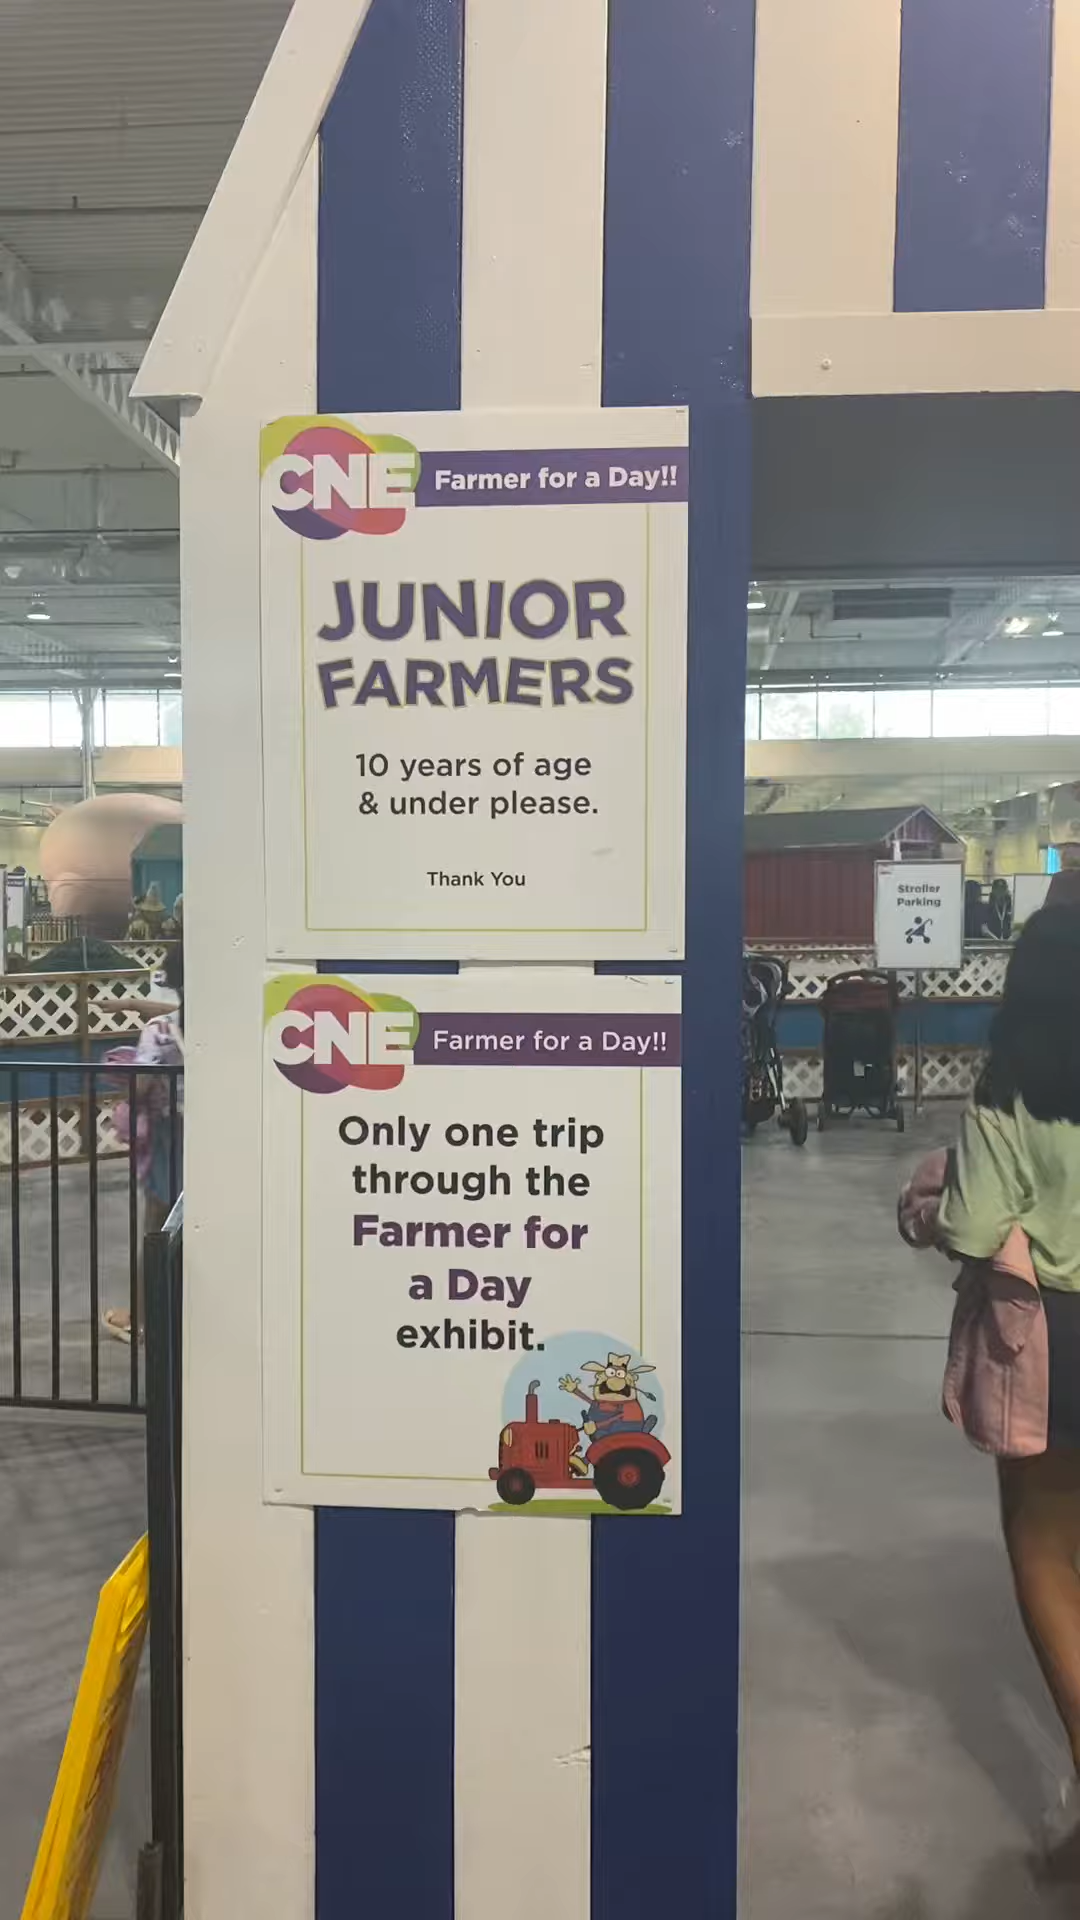 CNE Farmer for a Day!!
JUNIOR
FARMERS
10 years of age
& under please.
Thank You
CNE Farmer for a Day!!
Only one trip
through the
Farmer for
a Day
exhibit.
Stroller
Parking